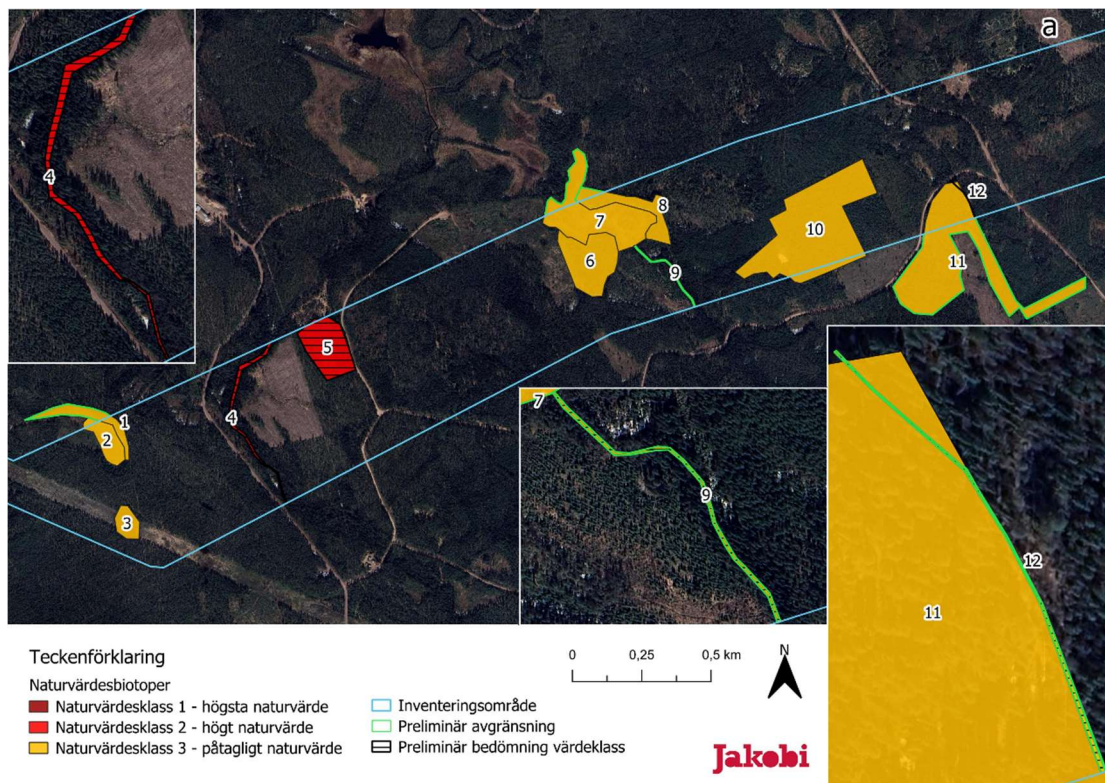 a
4
12
8
7
10
6
9
11
5
4
1
2
3
7
9
12
11
Teckenförklaring
Naturvärdesbiotoper
Naturvärdesklass 1 - högsta naturvärde
Naturvärdesklass 2 - högt naturvärde
Naturvärdesklass 3 - påtagligt naturvärde
Inventeringsområde
Preliminär avgränsning
Preliminär bedömning värdeklass
0 0,25 0,5 km
N
Jakobi